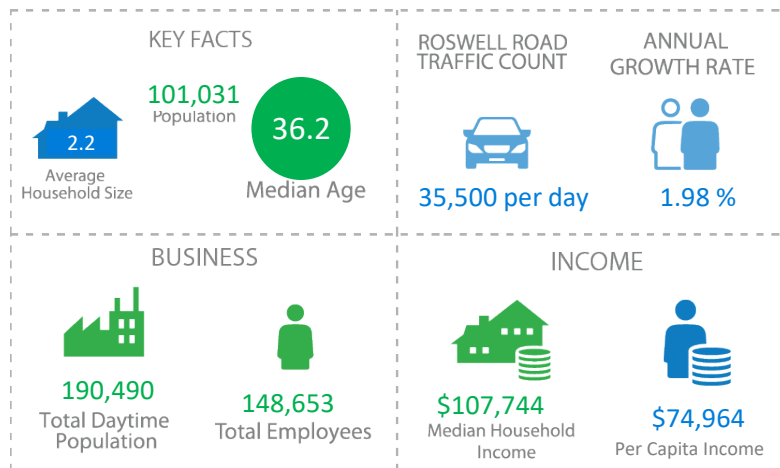 KEY FACTS
101,031
Population
2.2
36.2
Average
Household Size
Median Age
ROSWELL ROAD
TRAFFIC COUNT
35,500 per day
ANNUAL
GROWTH RATE
1.98 %
BUSINESS
190,490
Total Daytime
Population
148,653
Total Employees
INCOME
$107,744
Median Household
Income
$74,964
Per Capita Income